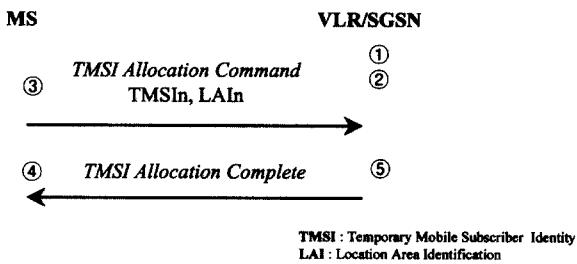 MS VLR/SGSN
①
TMSI Allocation Command ②
③ TMSIn, LAIn
④ TMSI Allocation Complete ⑤
TMSI : Temporary Mobile Subscriber Identity
LAI : Location Area Identification